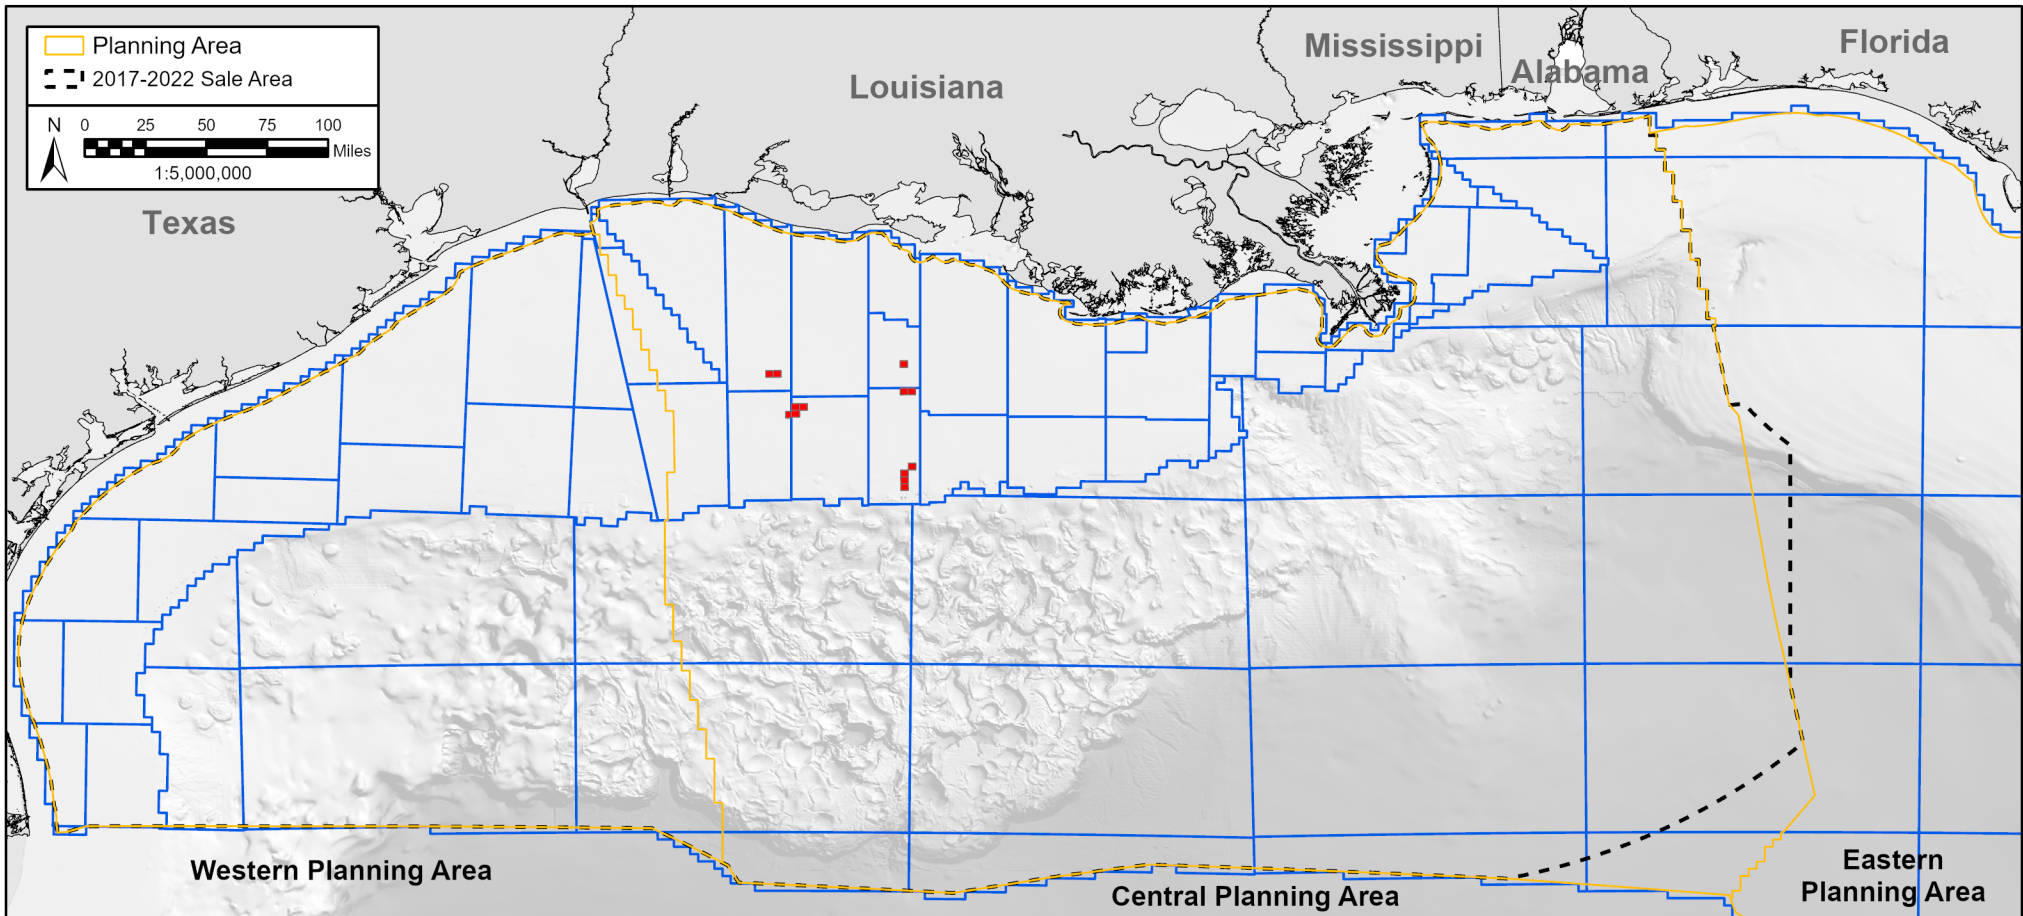 Planning Area
2017-2022 Sale Area
N
0 25 50 75 100
Miles
1:5,000,000
Texas
Louisiana
Mississippi
Alabama
Florida
Western Planning Area
Central Planning Area
Eastern
Planning Area